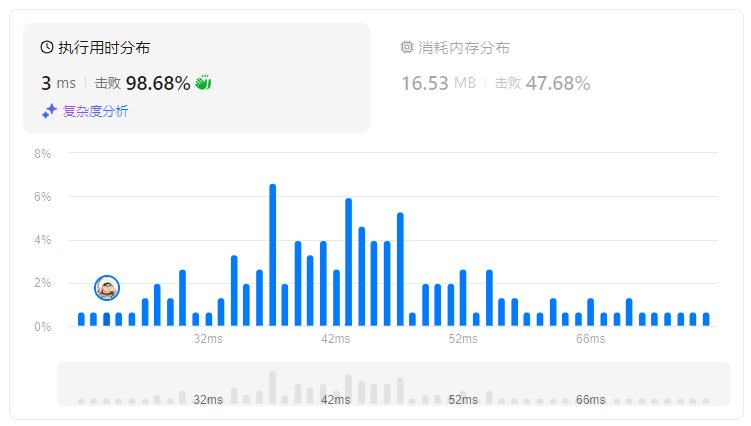 执行用时分布
3 ms 击败 98.68%
复杂度分析
消耗内存分布
16.53 MB 击败 47.68%
8%
6%
4%
2%
0%
32ms 42ms 52ms 66ms
32ms 42ms 52ms 66ms